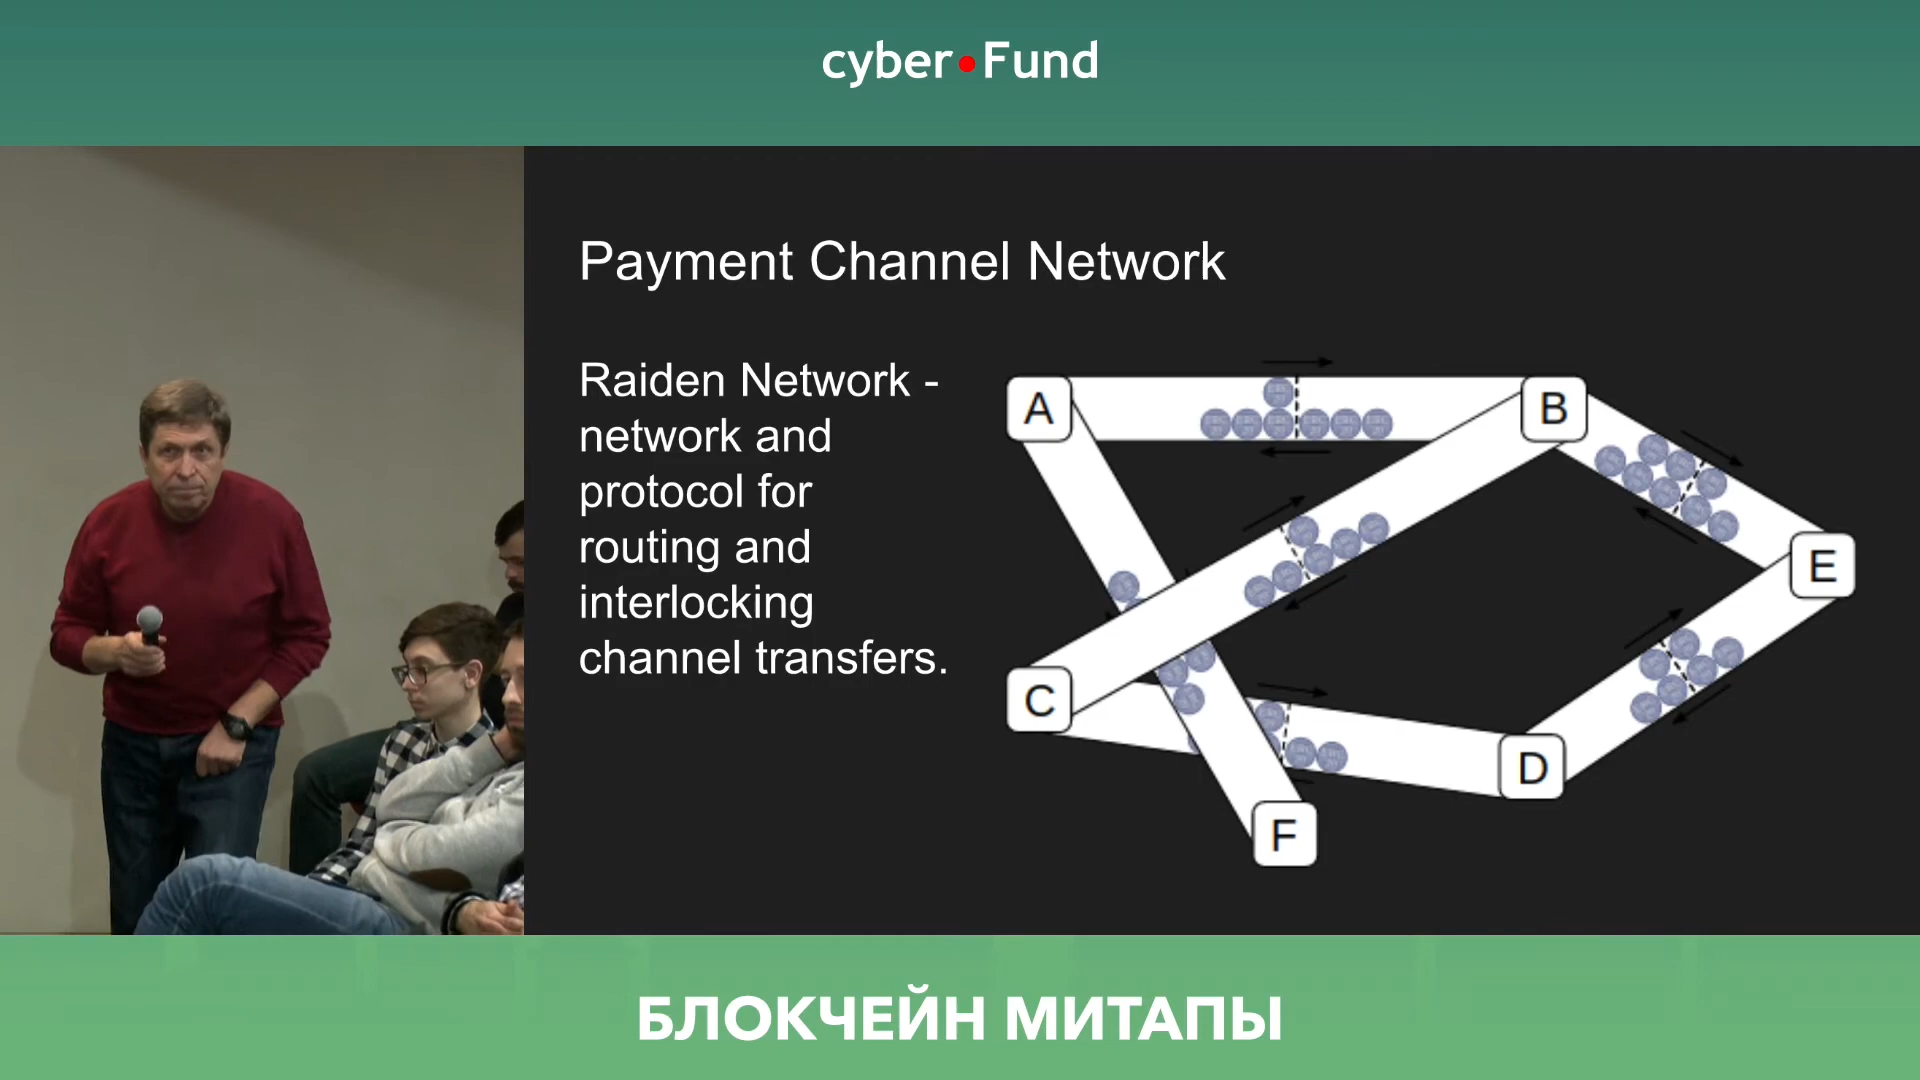 cyber•Fund
Payment Channel Network
Raiden Network -
network and
protocol for
routing and
interlocking
channel transfers.
A
B
C
D
E
F
БЛОКЧЕЙН МИТАПЫ